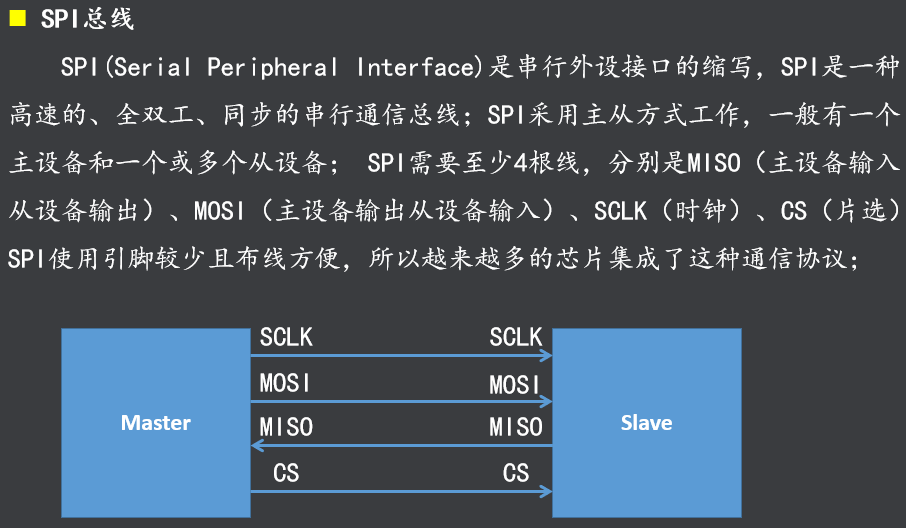 SPI总线
SPI(Serial Peripheral Interface)是串行外设接口的缩写，SPI是一种
高速的、全双工、同步的串行通信总线；SPI采用主从方式工作，一般有一个
主设备和一个或多个从设备； SPI需要至少4根线，分别是MISO（主设备输入
从设备输出）、MOSI（主设备输出从设备输入）、SCLK（时钟）、CS（片选）
SPI使用引脚较少且布线方便，所以越来越多的芯片集成了这种通信协议；
SCLK SCLK
MOSI MOSI
Master MISO MISO Slave
CS CS